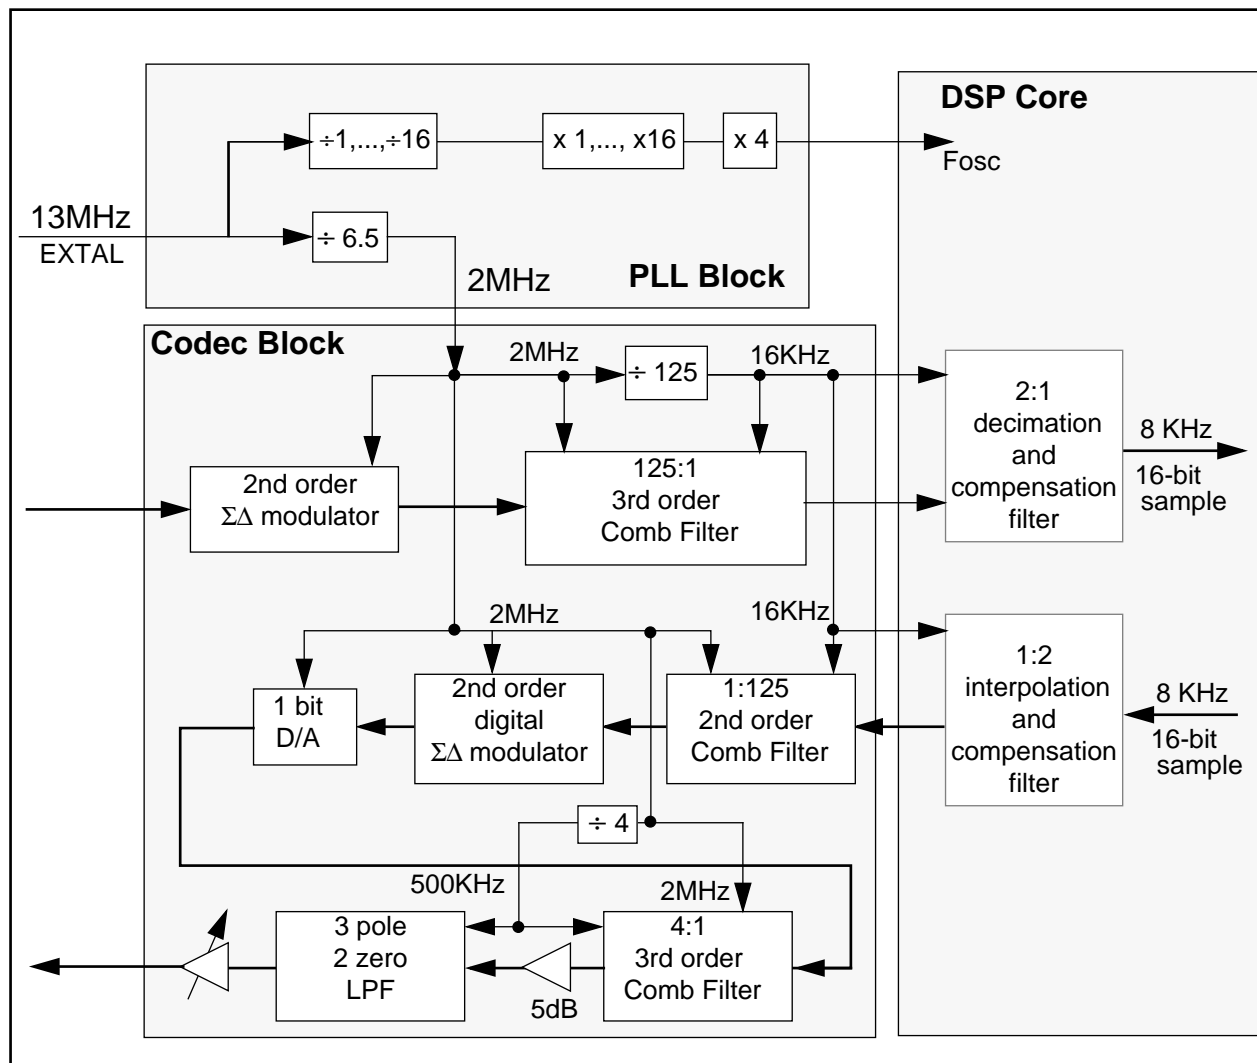 DSP Core
÷1,...,÷16
x 1,..., x16
x 4
Fosc
13MHz
EXTAL
÷ 6.5
2MHz
PLL Block
Codec Block
2MHz
÷ 125
16KHz
2:1
decimation
and
compensation
filter
8 KHz
16-bit
sample
2nd order
ΣΔ modulator
125:1
3rd order
Comb Filter
2MHz
16KHz
1 bit
D/A
2nd order
digital
ΣΔ modulator
1:125
2nd order
Comb Filter
1:2
interpolation
and
compensation
filter
8 KHz
16-bit
sample
÷ 4
500KHz
2MHz
3 pole
2 zero
LPF
5dB
4:1
3rd order
Comb Filter